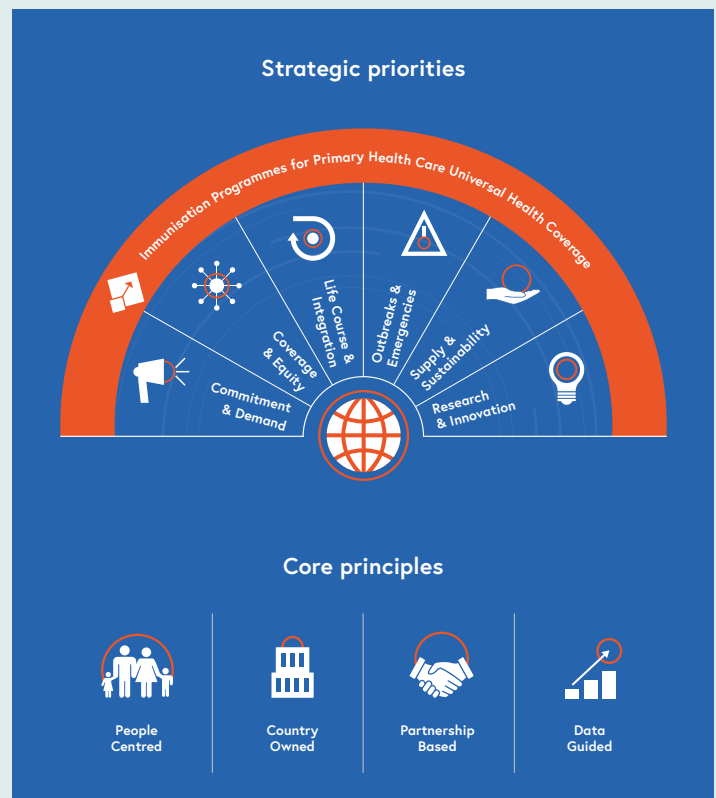 Strategic priorities
Immunisation Programmes for Primary Health Care Universal Health Coverage
Commitment
& Demand
Coverage
& Equity
Life Course &
Integration
Outbreaks &
Emergencies
Supply &
Sustainability
Research
& Innovation
Core principles
People
Centred
Country
Owned
Partnership
Based
Data
Guided